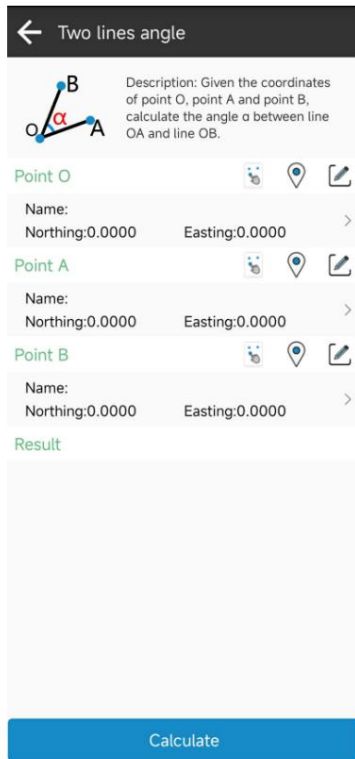 Two lines angle
B
α
O
A
Description: Given the coordinates
of point O, point A and point B,
calculate the angle α between line
OA and line OB.
Point O
Name:
Northing:0.0000 Easting:0.0000
Point A
Name:
Northing:0.0000 Easting:0.0000
Point B
Name:
Northing:0.0000 Easting:0.0000
Result
Calculate